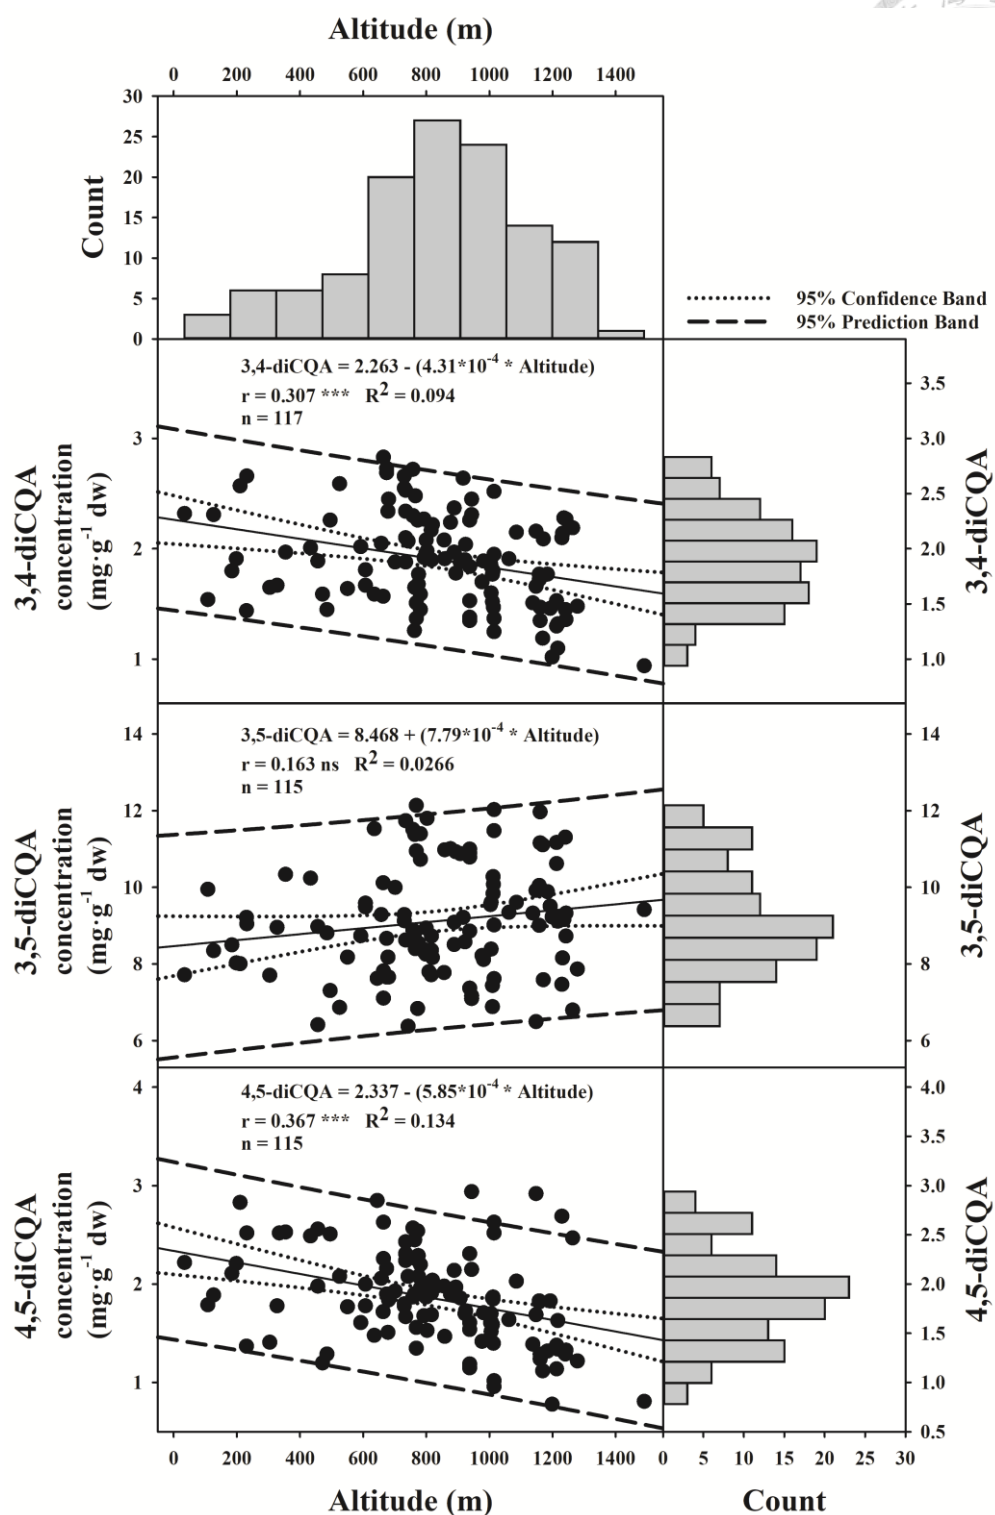 Altitude (m)
0 200 400 600 800 1000 1200 1400
30
25
20
15
10
5
0
Count
95% Confidence Band
95% Prediction Band
3,4-diCQA = 2.263 - (4.31*10^-4 * Altitude)
r = 0.307 *** R^2 = 0.094
n = 117
3
2
1
3,4-diCQA
concentration
(mg·g^-1 dw)
3.5
3.0
2.5
2.0
1.5
1.0
3,4-diCQA
3,5-diCQA = 8.468 + (7.79*10^-4 * Altitude)
r = 0.163 ns R^2 = 0.0266
n = 115
14
12
10
8
6
3,5-diCQA
concentration
(mg·g^-1 dw)
14
12
10
8
6
3,5-diCQA
4,5-diCQA = 2.337 - (5.85*10^-4 * Altitude)
r = 0.367 *** R^2 = 0.134
n = 115
4
3
2
1
4,5-diCQA
concentration
(mg·g^-1 dw)
4.0
3.5
3.0
2.5
2.0
1.5
1.0
0.5
4,5-diCQA
0 200 400 600 800 1000 1200 1400
0 5 10 15 20 25 30
Altitude (m)
Count